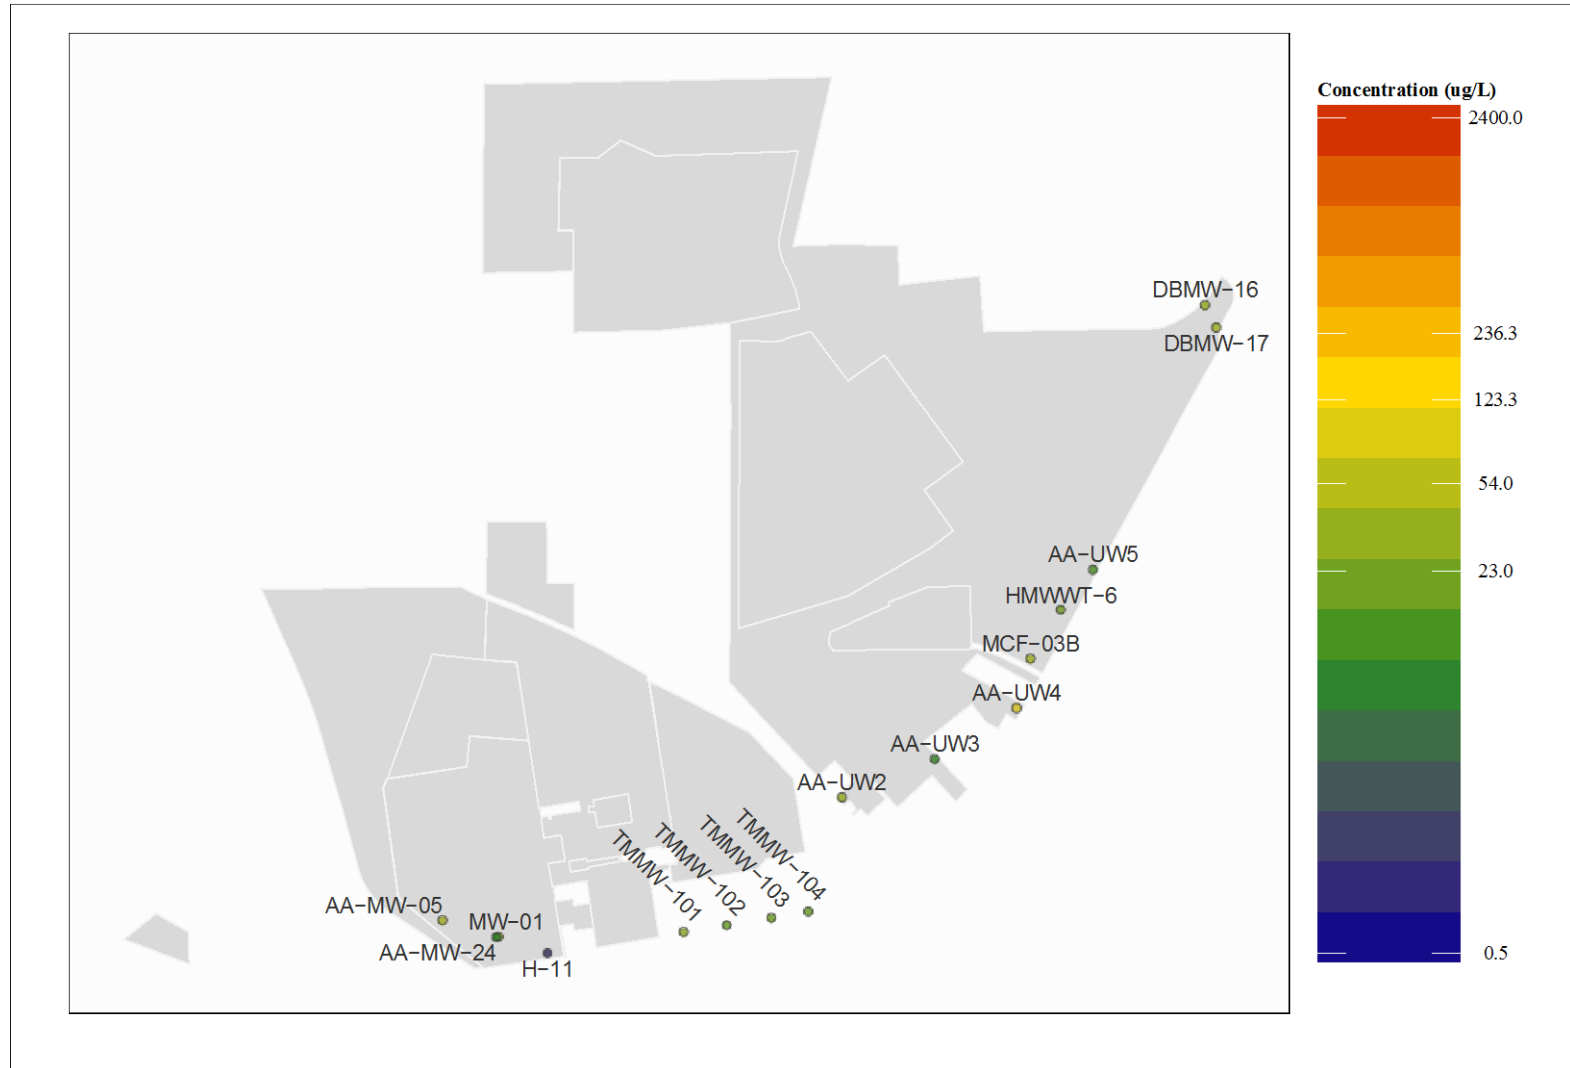 Concentration (ug/L)
2400.0
236.3
123.3
54.0
23.0
0.5
DBMW−16
DBMW−17
AA−UW5
HMWWT−6
MCF−03B
AA−UW4
AA−UW3
AA−UW2
TMMW−101
TMMW−102
TMMW−103
TMMW−104
AA−MW−05
MW−01
AA−MW−24
H−11